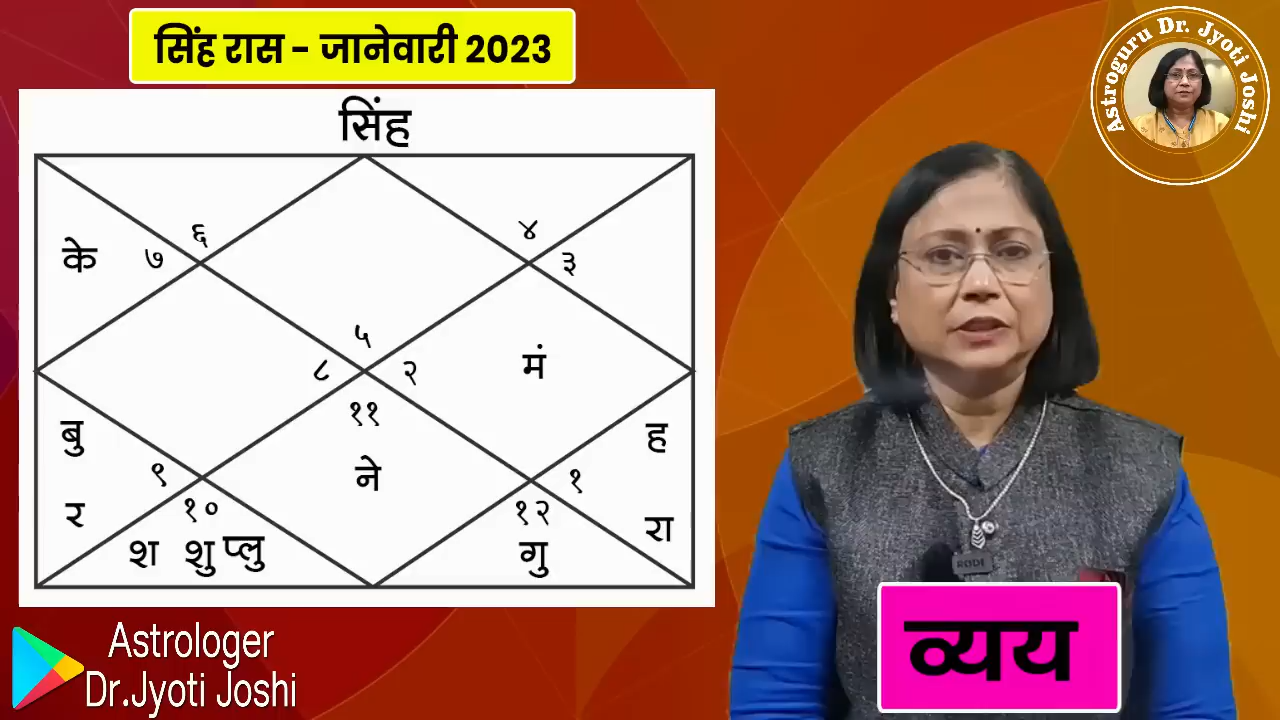 सिंह रास - जानेवारी 2023
Astroguru Dr. Jyoti Joshi
सिंह
६
४
के
७
३
५
८
२
मं
११
बु
ह
ने
९
१
र
१०
१२
रा
श शु प्लु
गु
RODE
Astrologer
Dr.Jyoti Joshi
व्यय